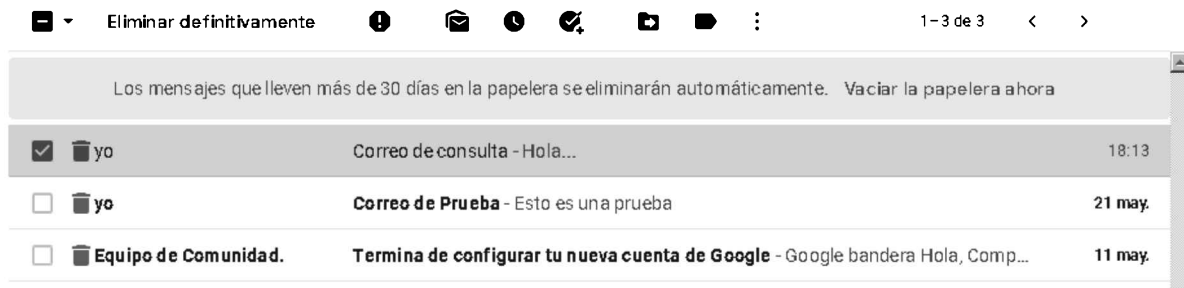 Eliminar definitivamente 1–3 de 3
Los mensajes que lleven más de 30 días en la papelera se eliminarán automáticamente. Vaciar la papelera ahora
yo Correo de consulta - Hola... 18:13
yo Correo de Prueba - Esto es una prueba 21 may.
Equipo de Comunidad. Termina de configurar tu nueva cuenta de Google - Google bandera Hola, Comp... 11 may.